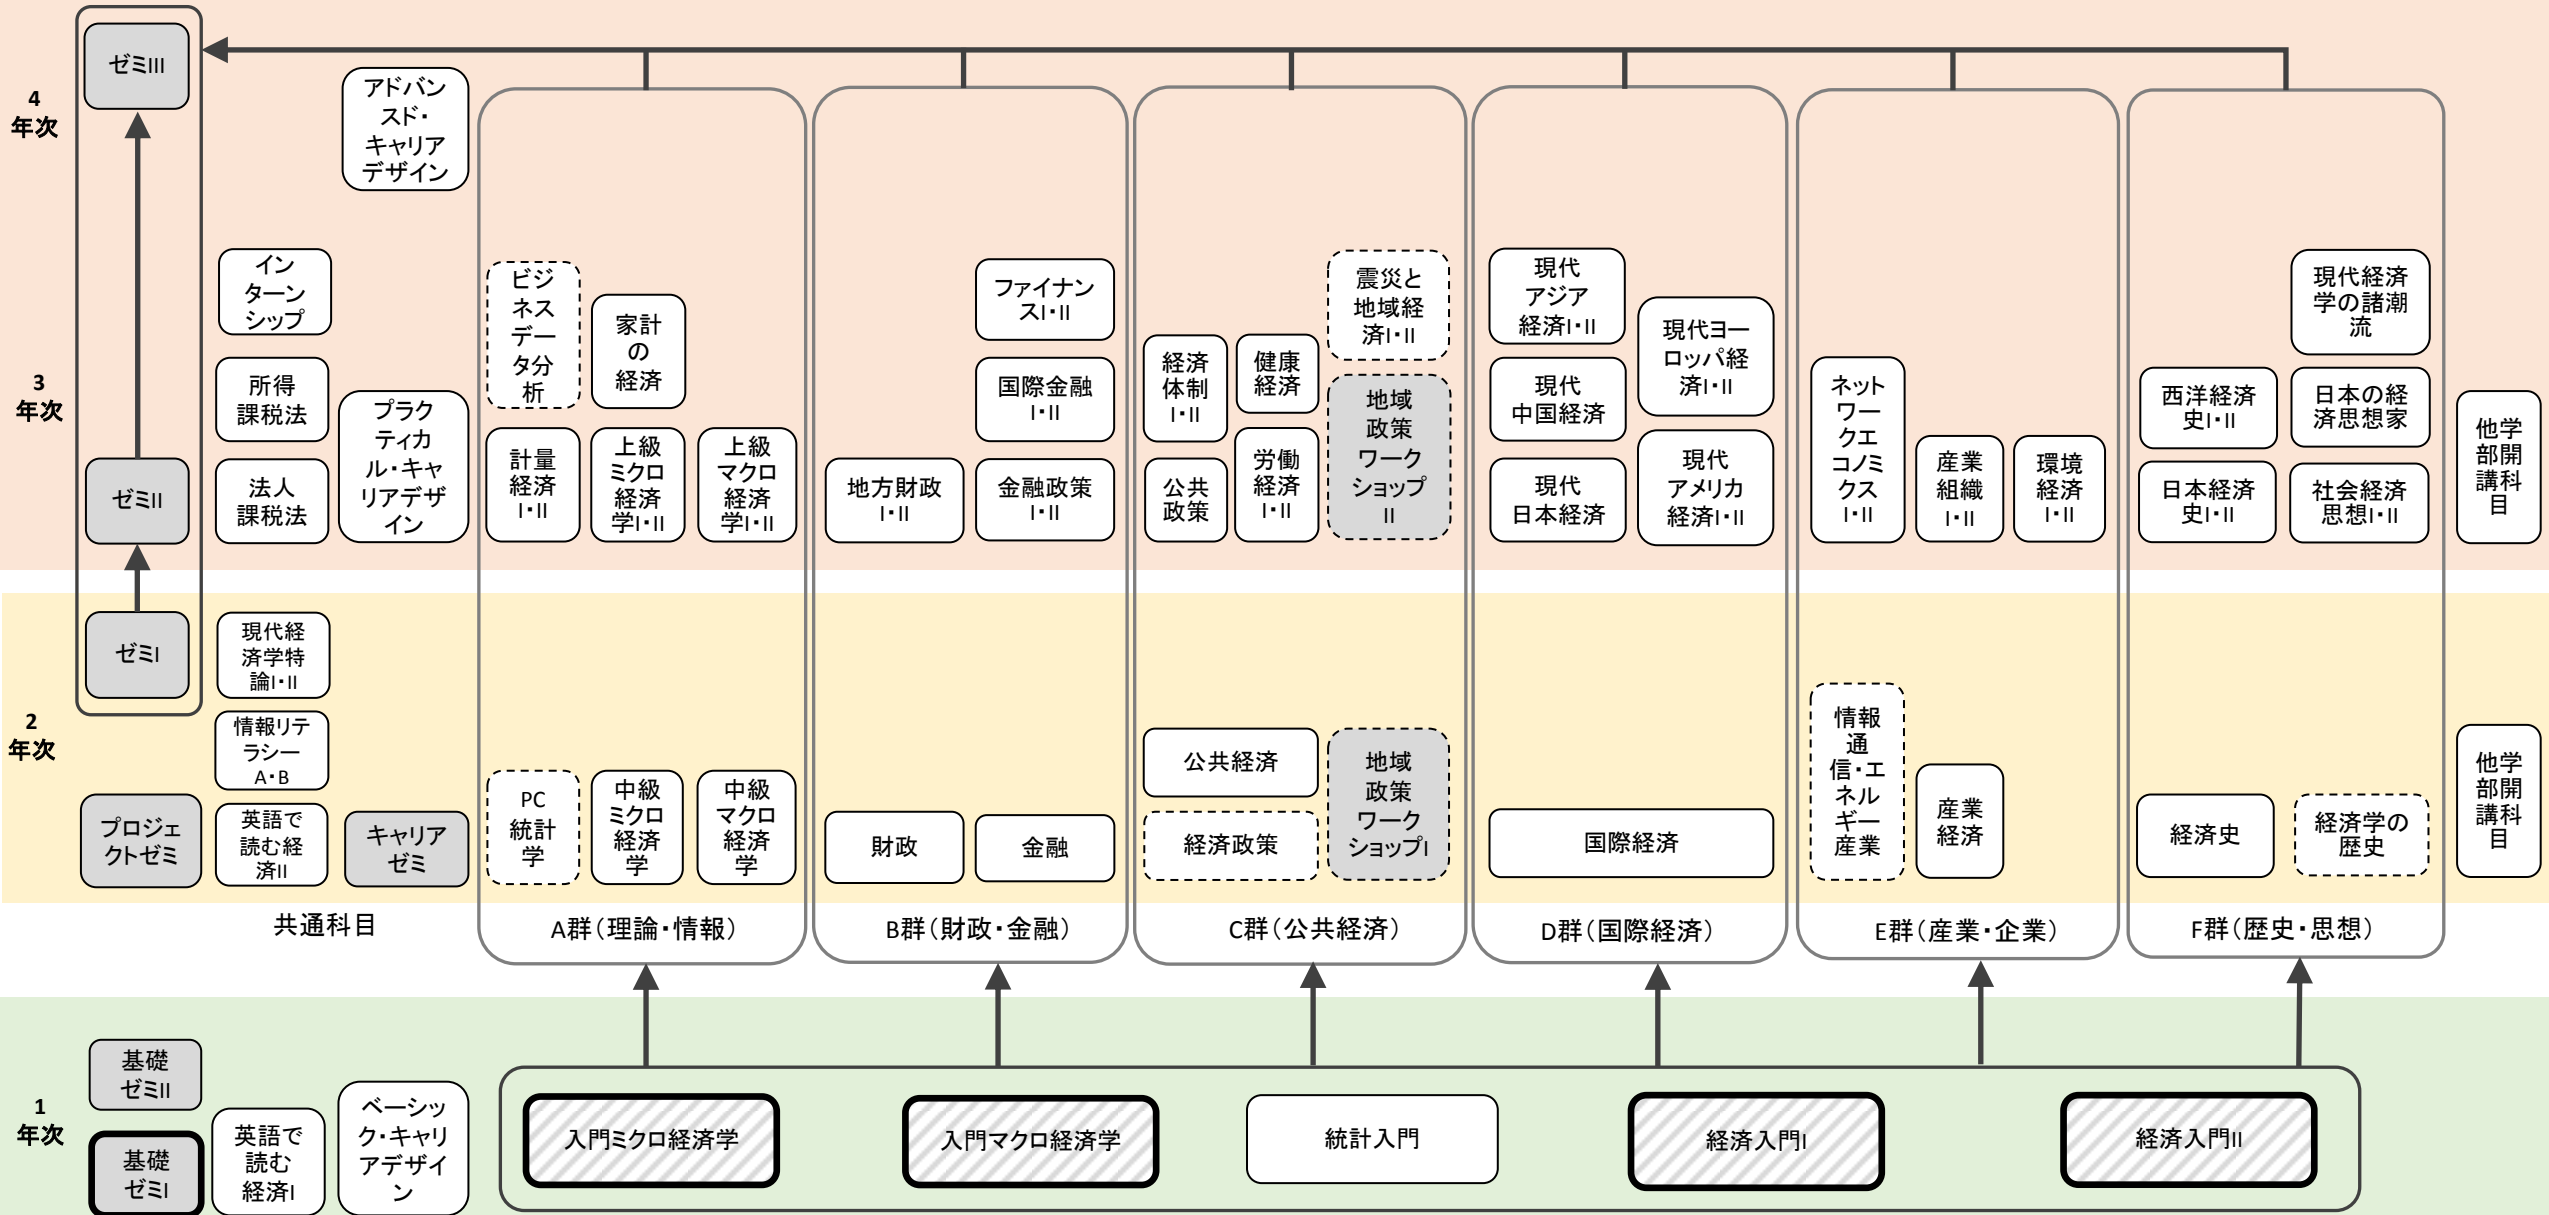 4
年次
ゼミIII
アドバン
スド・
キャリア
デザイン
3
年次
ゼミII
イン
ターン
シップ
所得
課税法
法人
課税法
プラク
ティカ
ル・キャ
リアデザ
イン
ビジ
ネス
デー
タ分
析
家計
の
経済
計量
経済
I・II
上級
ミクロ
経済
学I・II
上級
マクロ
経済
学I・II
ファイナン
スI・II
国際金融
I・II
地方財政
I・II
金融政策
I・II
経済
体制
I・II
健康
経済
公共
政策
労働
経済
I・II
震災と
地域経
済I・II
地域
政策
ワーク
ショップ
II
現代
アジア
経済I・II
現代
中国経済
現代
日本経済
現代ヨー
ロッパ経
済I・II
現代
アメリカ
経済I・II
ネット
ワー
クエ
コノミ
クス
I・II
産業
組織
I・II
環境
経済
I・II
現代経済
学の諸潮
流
西洋経済
史I・II
日本の経
済思想家
日本経済
史I・II
社会経済
思想I・II
他学
部開
講科
目
2
年次
ゼミI
現代経
済学特
論I・II
情報リテ
ラシー
A・B
プロジェ
クトゼミ
英語で
読む経
済II
キャリア
ゼミ
PC
統計
学
中級
ミクロ
経済
学
中級
マクロ
経済
学
財政
金融
公共経済
経済政策
地域
政策
ワーク
ショップI
国際経済
情報
通
信・エ
ネル
ギー
産業
産業
経済
経済史
経済学の
歴史
他学
部開
講科
目
共通科目
A群（理論・情報）
B群（財政・金融）
C群（公共経済）
D群（国際経済）
E群（産業・企業）
F群（歴史・思想）
1
年次
基礎
ゼミII
基礎
ゼミI
英語で
読む
経済I
ベーシッ
ク・キャリ
アデザイ
ン
入門ミクロ経済学
入門マクロ経済学
統計入門
経済入門I
経済入門II